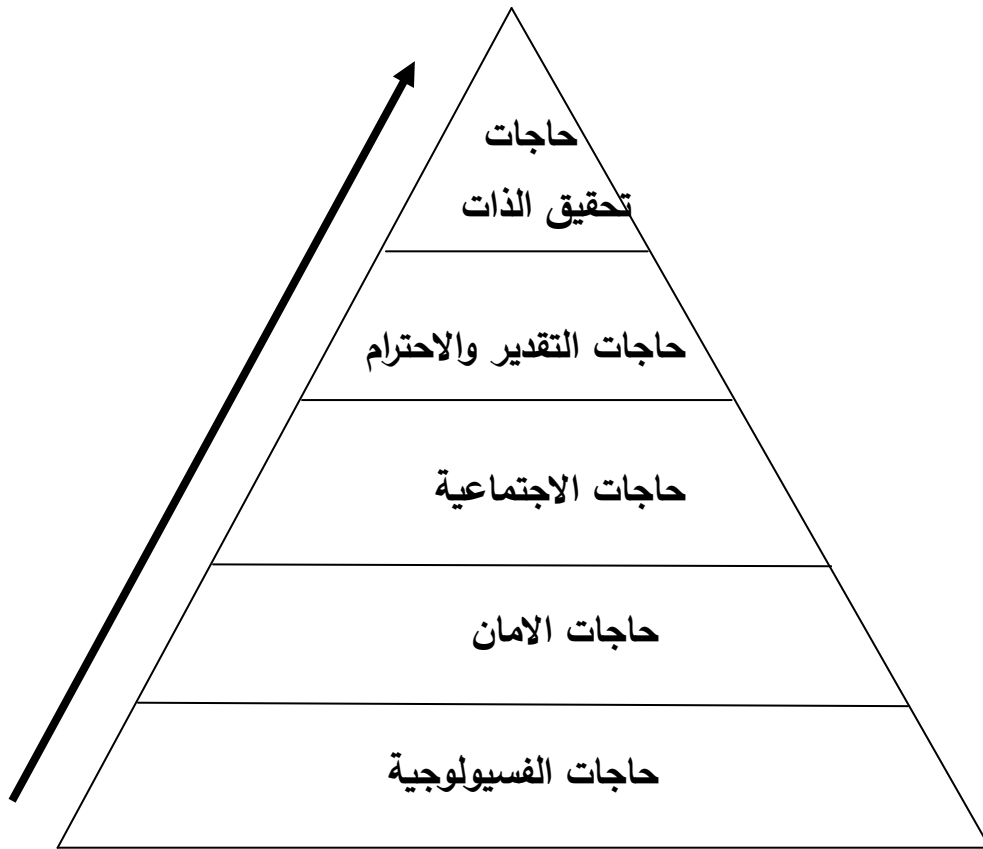 حاجات
تحقيق الذات
حاجات التقدير والاحترام
حاجات الاجتماعية
حاجات الامان
حاجات الفسيولوجية